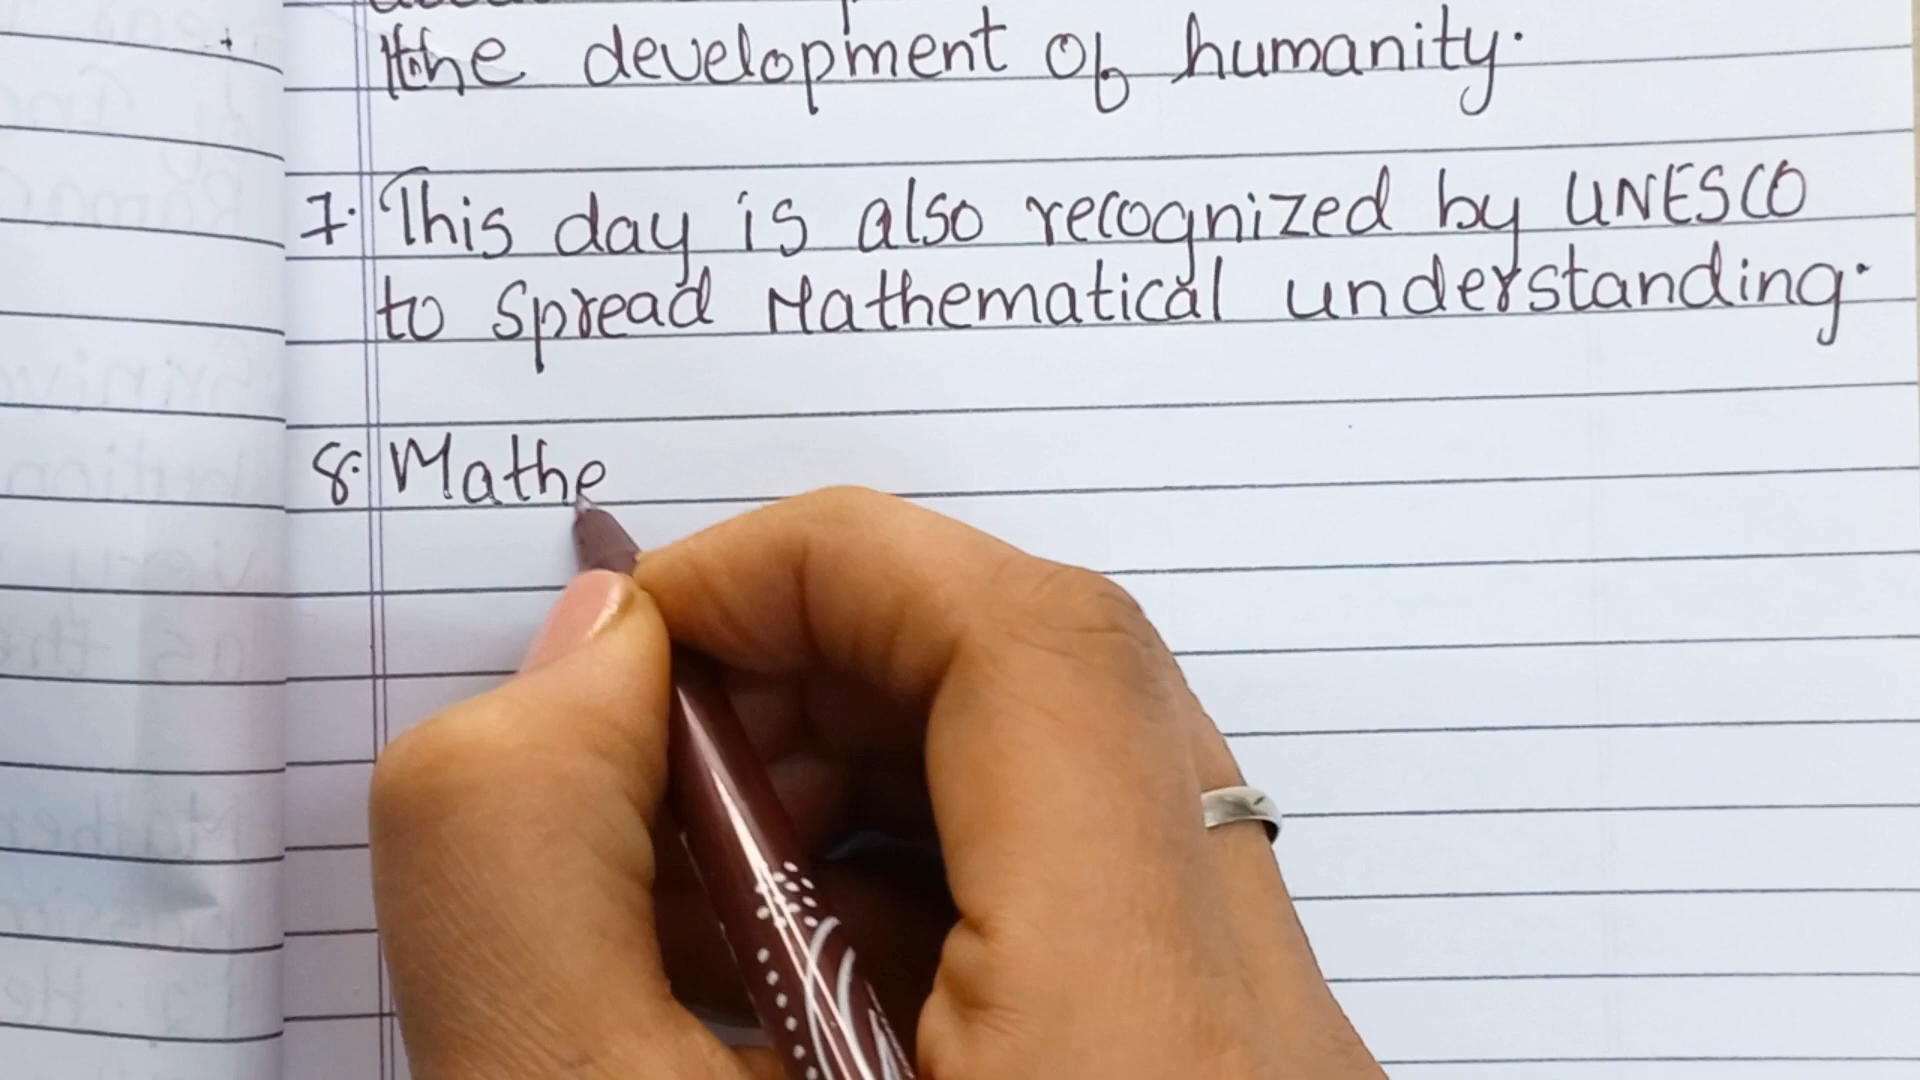 the development of humanity.
7. This day is also recognized by UNESCO
to spread Mathematical understanding.
8. Mathe